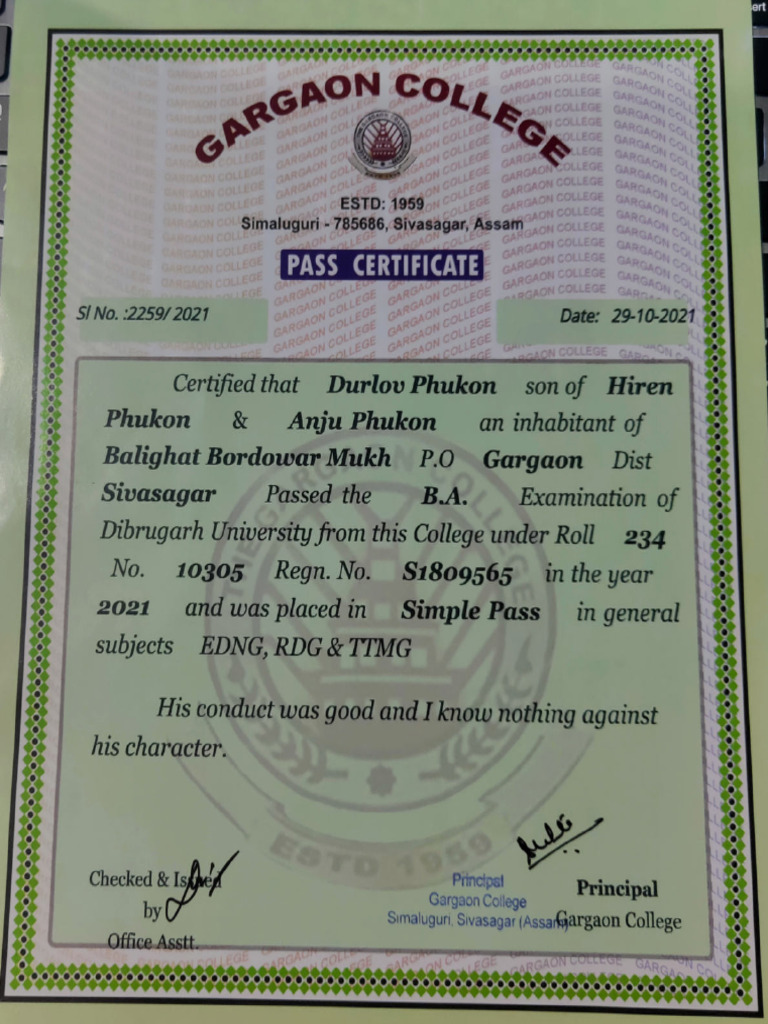 GARGAON COLLEGE
ESTD: 1959
Simaluguri - 785686, Sivasagar, Assam
PASS CERTIFICATE
Sl No. :2259/ 2021
Date: 29-10-2021
Certified that Durlov Phukon son of Hiren
Phukon & Anju Phukon an inhabitant of
Balighat Bordowar Mukh P.O Gargaon Dist
Sivasagar Passed the B.A. Examination of
Dibrugarh University from this College under Roll 234
No. 10305 Regn. No. S1809565 in the year
2021 and was placed in Simple Pass in general
subjects EDNG, RDG & TTMG
His conduct was good and I know nothing against
his character.
ESTD 1959
Checked & Issued
by
Office Asstt.
Principal
Gargaon College
Simaluguri, Sivasagar (Assam)
Principal
Gargaon College